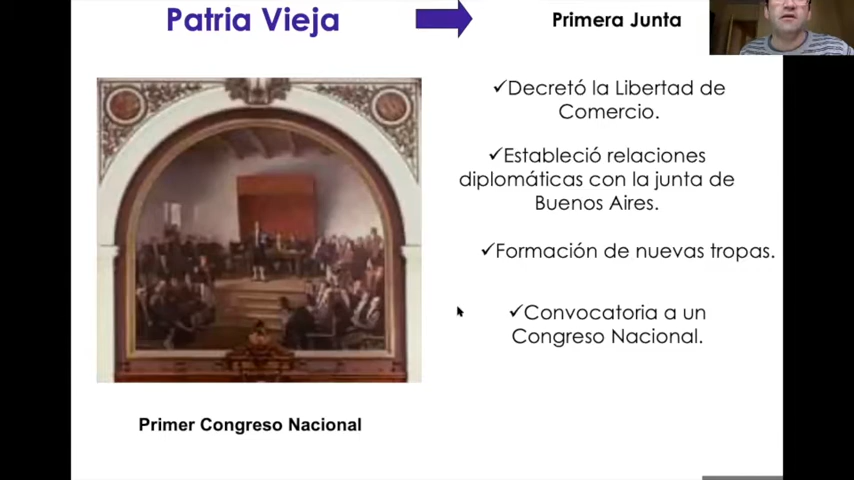 Patria Vieja
Primera Junta
✓Decretó la Libertad de
Comercio.
✓Estableció relaciones
diplomáticas con la junta de
Buenos Aires.
✓Formación de nuevas tropas.
✓Convocatoria a un
Congreso Nacional.
Primer Congreso Nacional